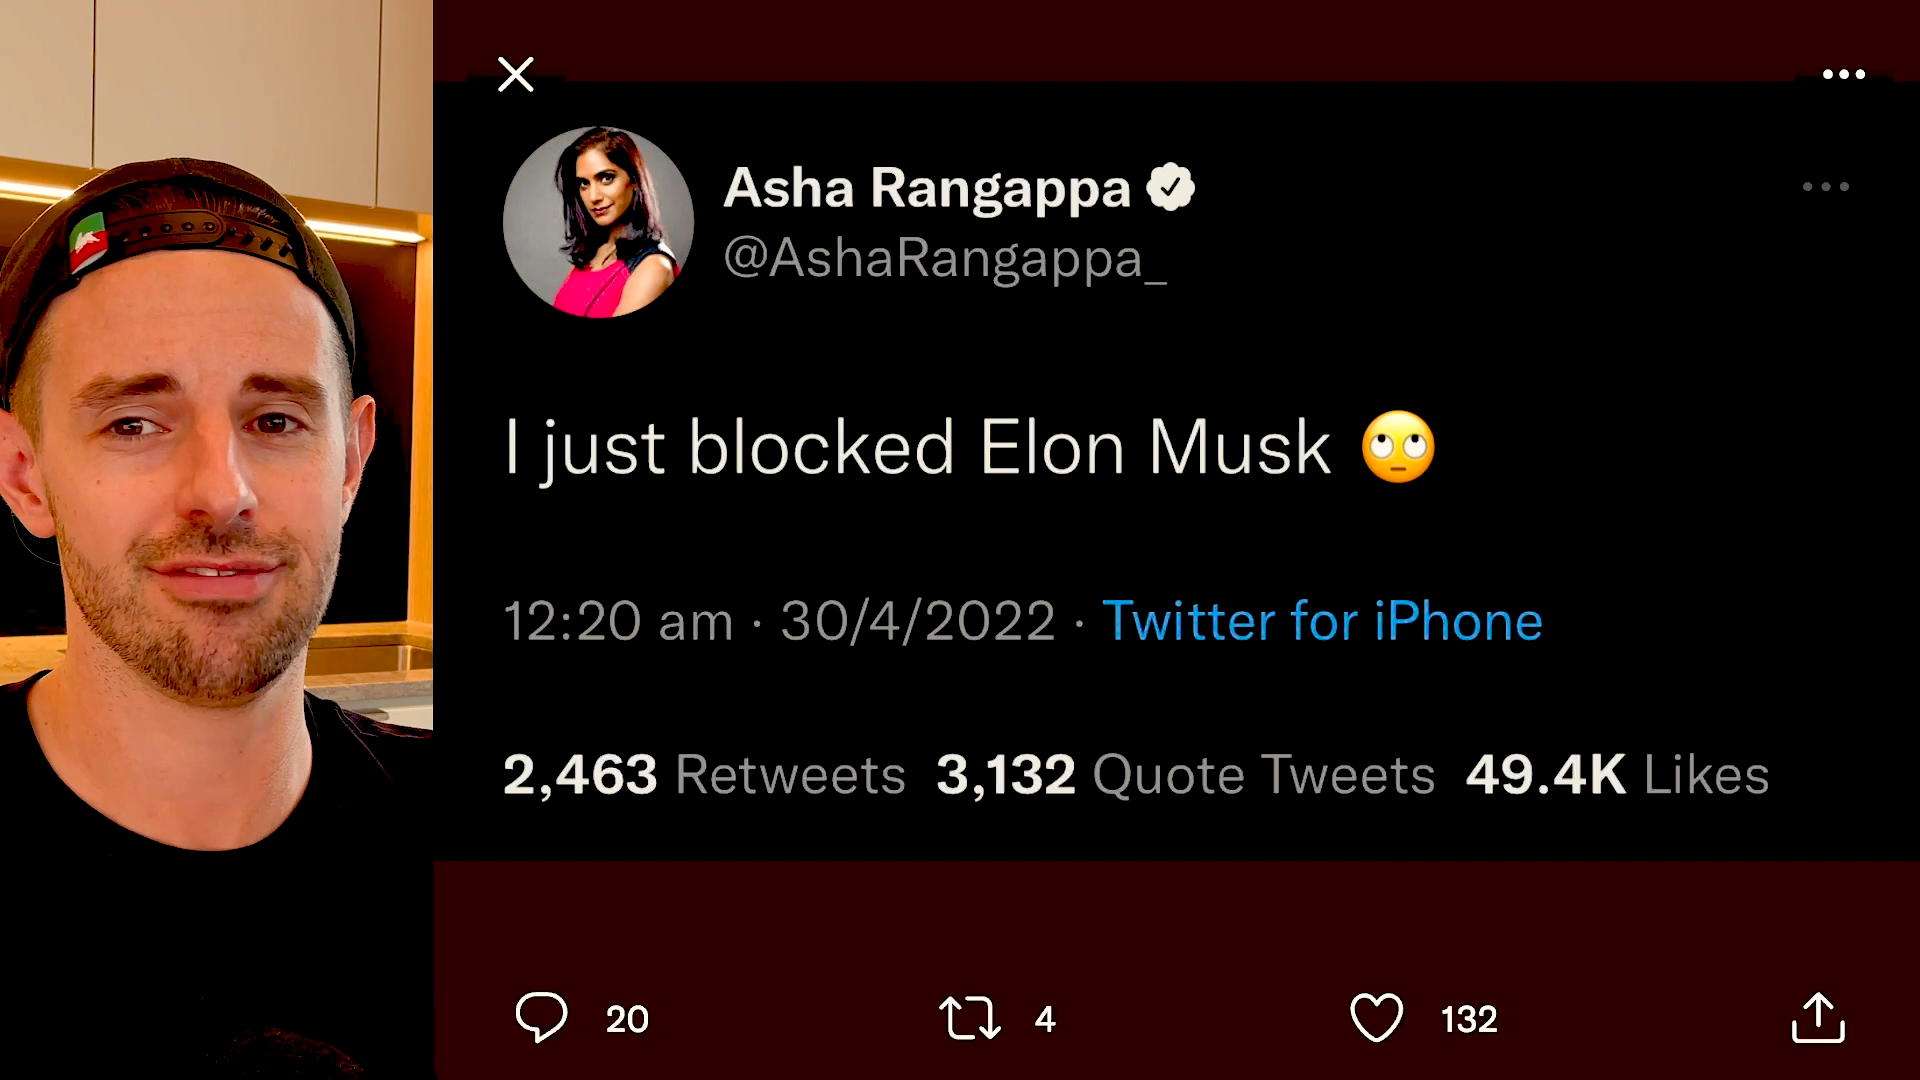 Asha Rangappa
@AshaRangappa_
I just blocked Elon Musk 🙄
12:20 am · 30/4/2022 · Twitter for iPhone
2,463 Retweets 3,132 Quote Tweets 49.4K Likes
20 4 132